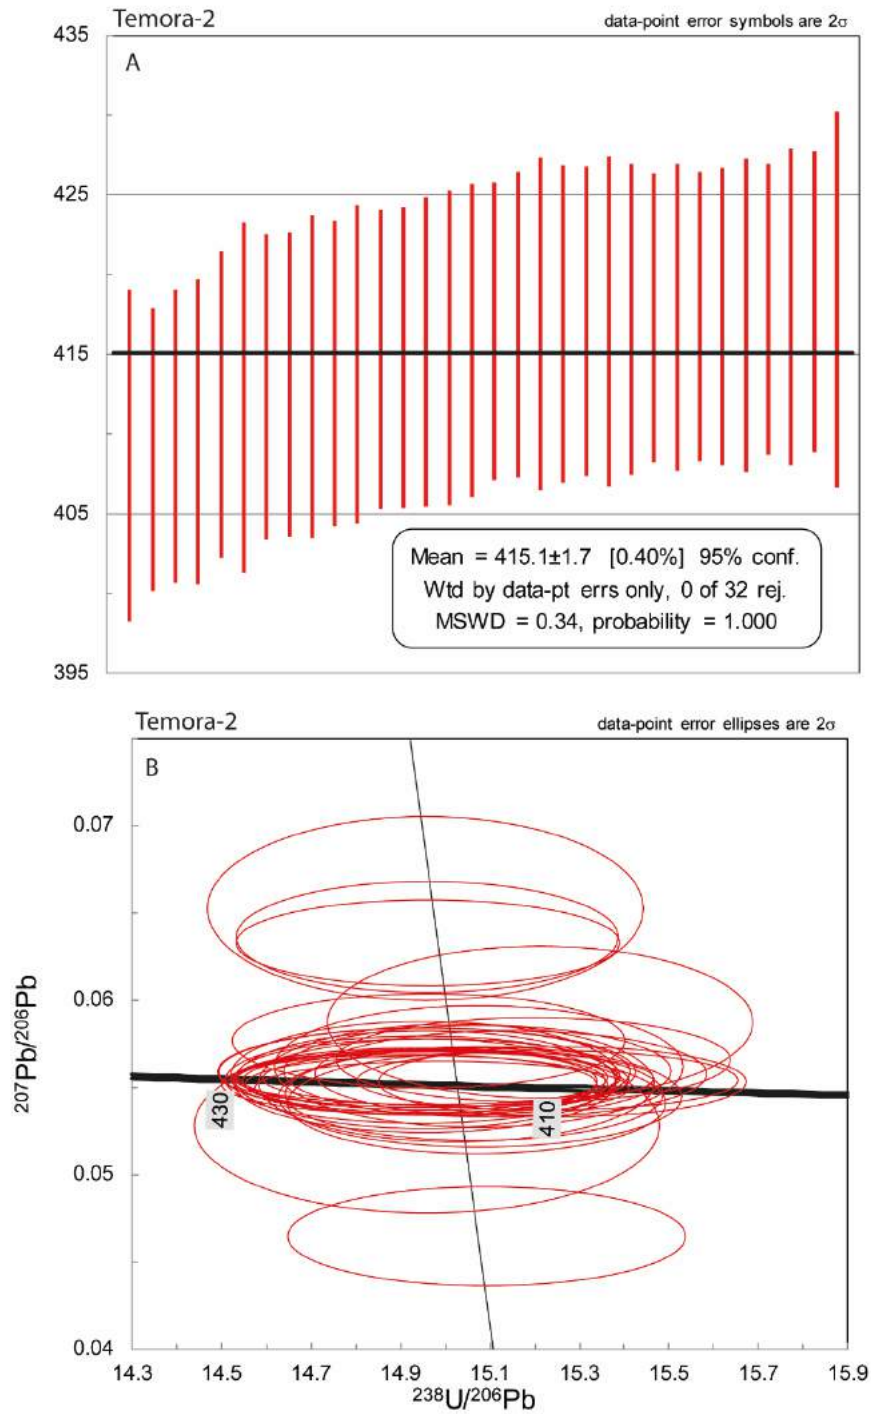 Temora-2 data-point error symbols are 2σ
A
435
425
415
405
395
Mean = 415.1±1.7 [0.40%] 95% conf.
Wtd by data-pt errs only, 0 of 32 rej.
MSWD = 0.34, probability = 1.000
Temora-2 data-point error ellipses are 2σ
B
0.07
0.06
0.05
0.04
²⁰⁷Pb/²⁰⁶Pb
430
410
14.3 14.5 14.7 14.9 15.1 15.3 15.5 15.7 15.9
²³⁸U/²⁰⁶Pb